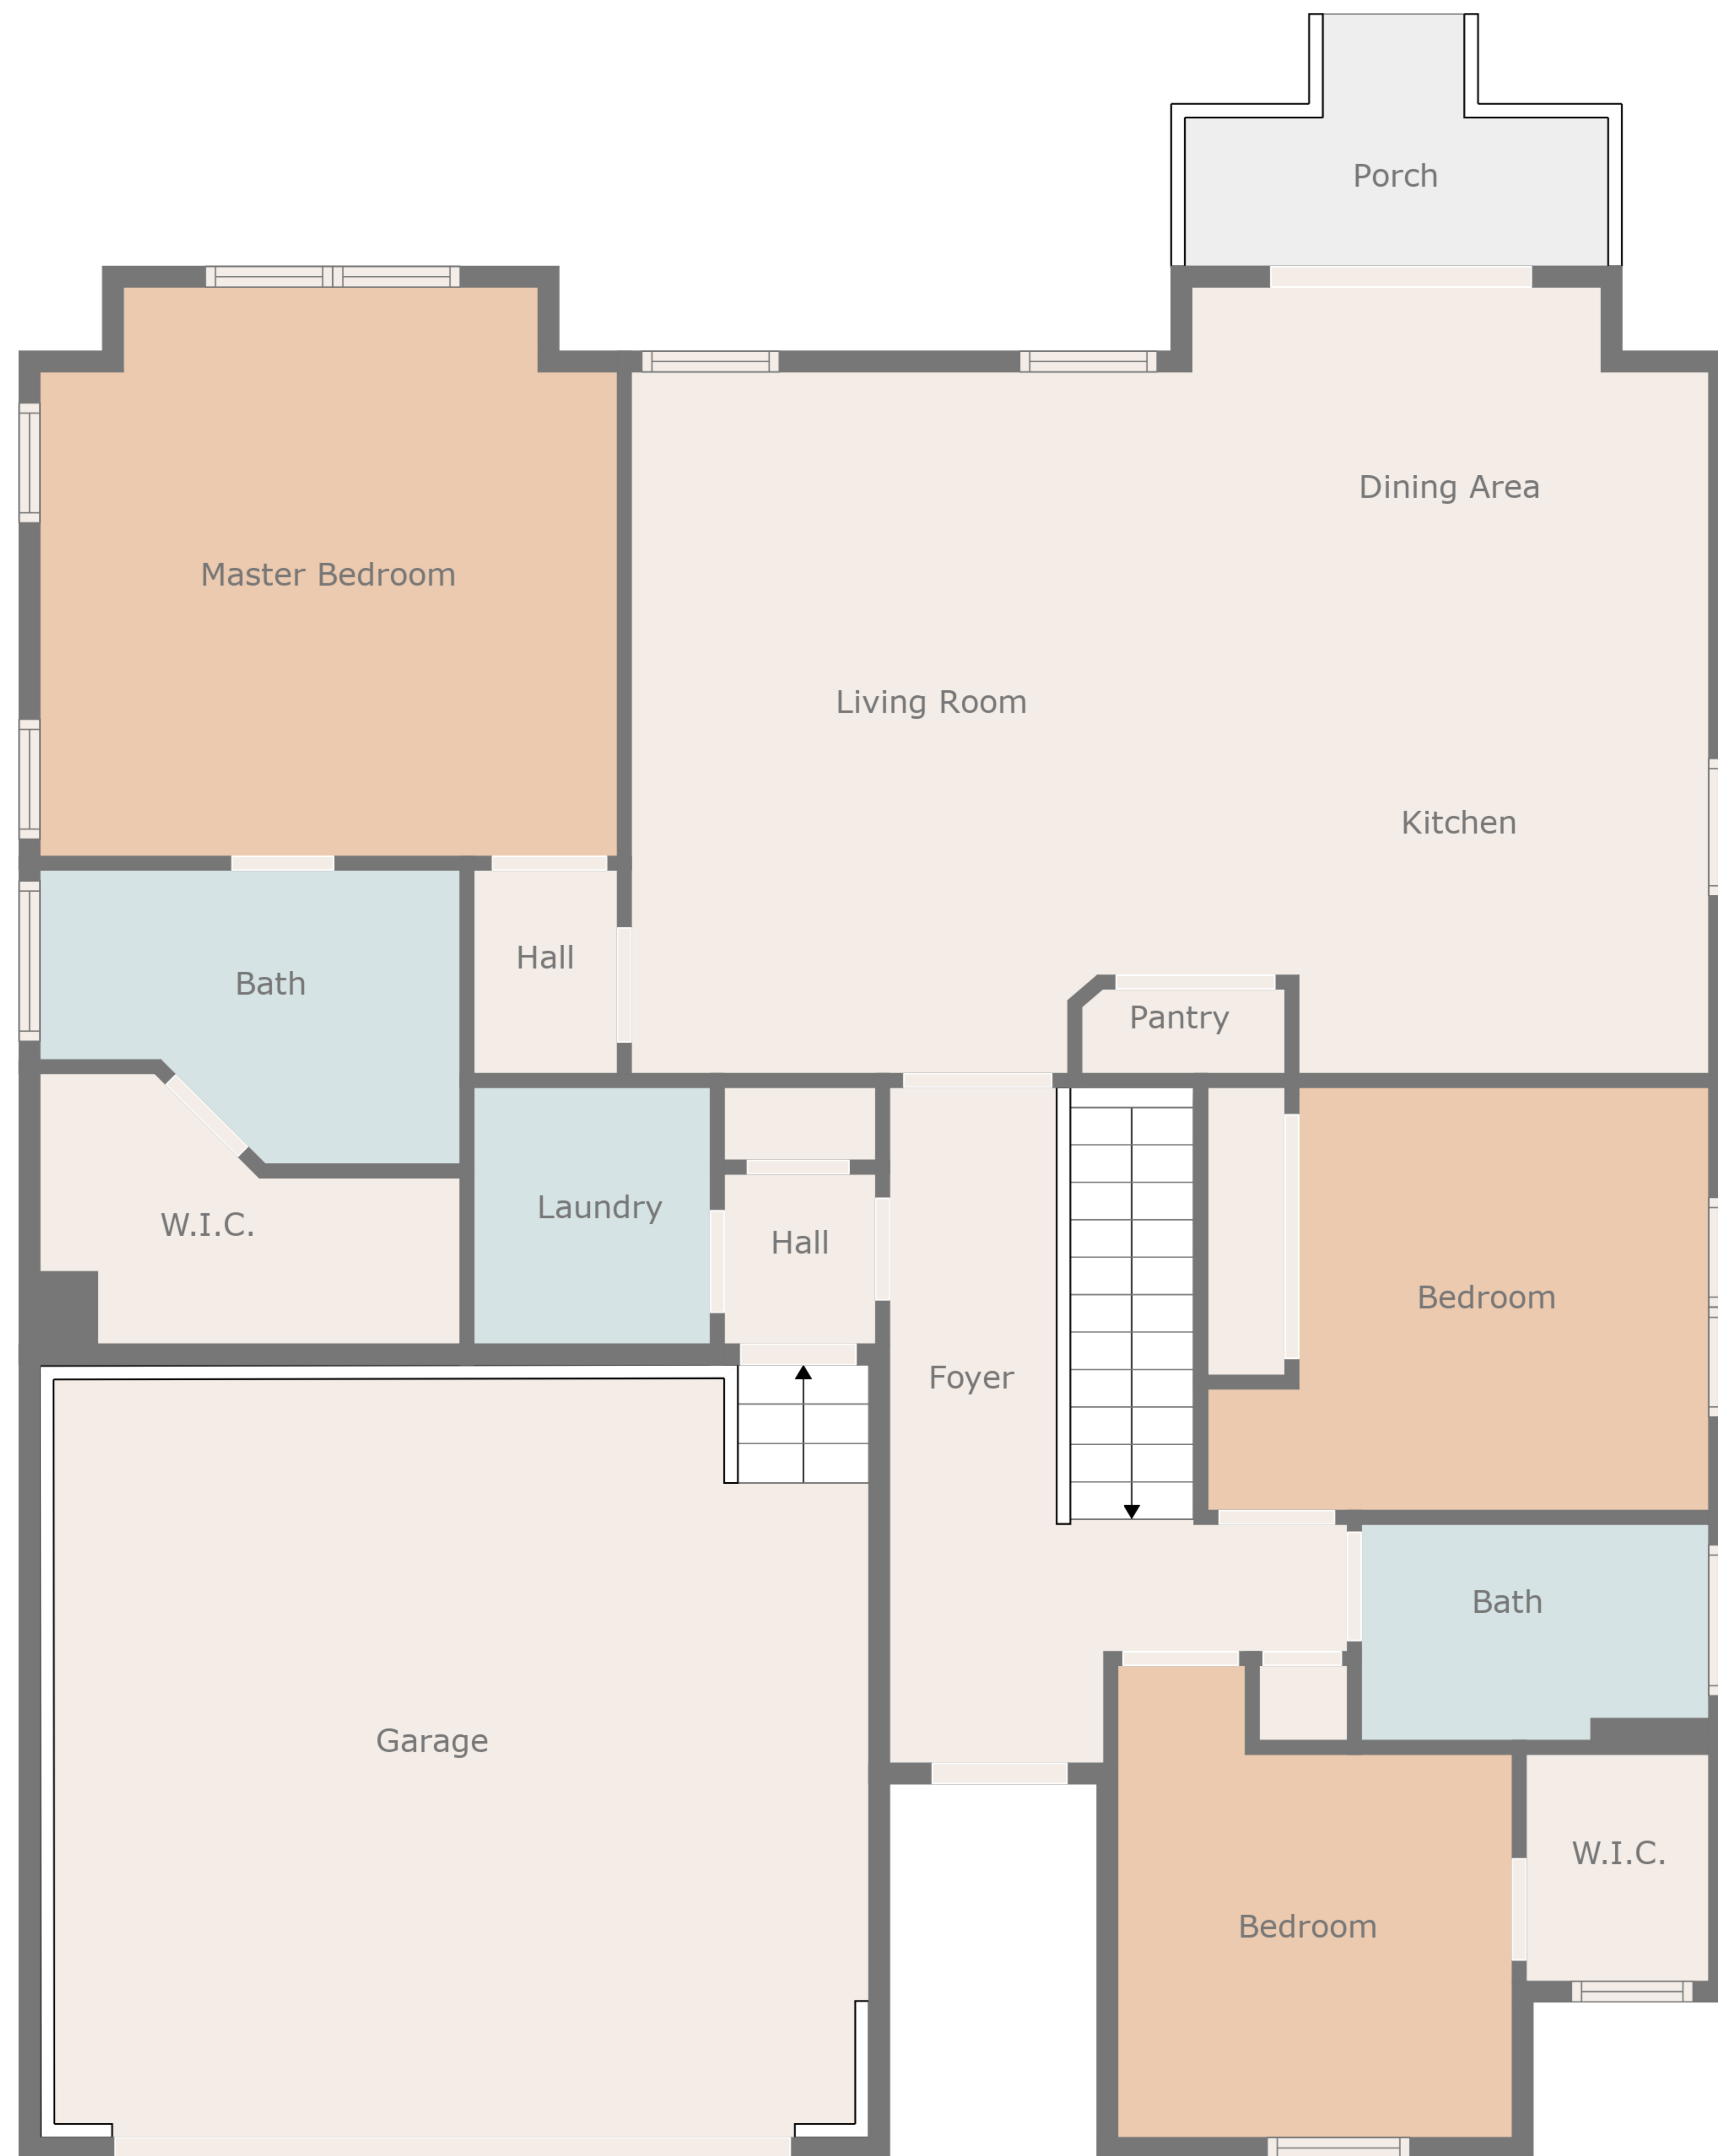 Porch
Dining Area
Master Bedroom
Living Room
Kitchen
Hall
Bath
Pantry
Laundry
W.I.C.
Hall
Bedroom
Foyer
Bath
Garage
W.I.C.
Bedroom